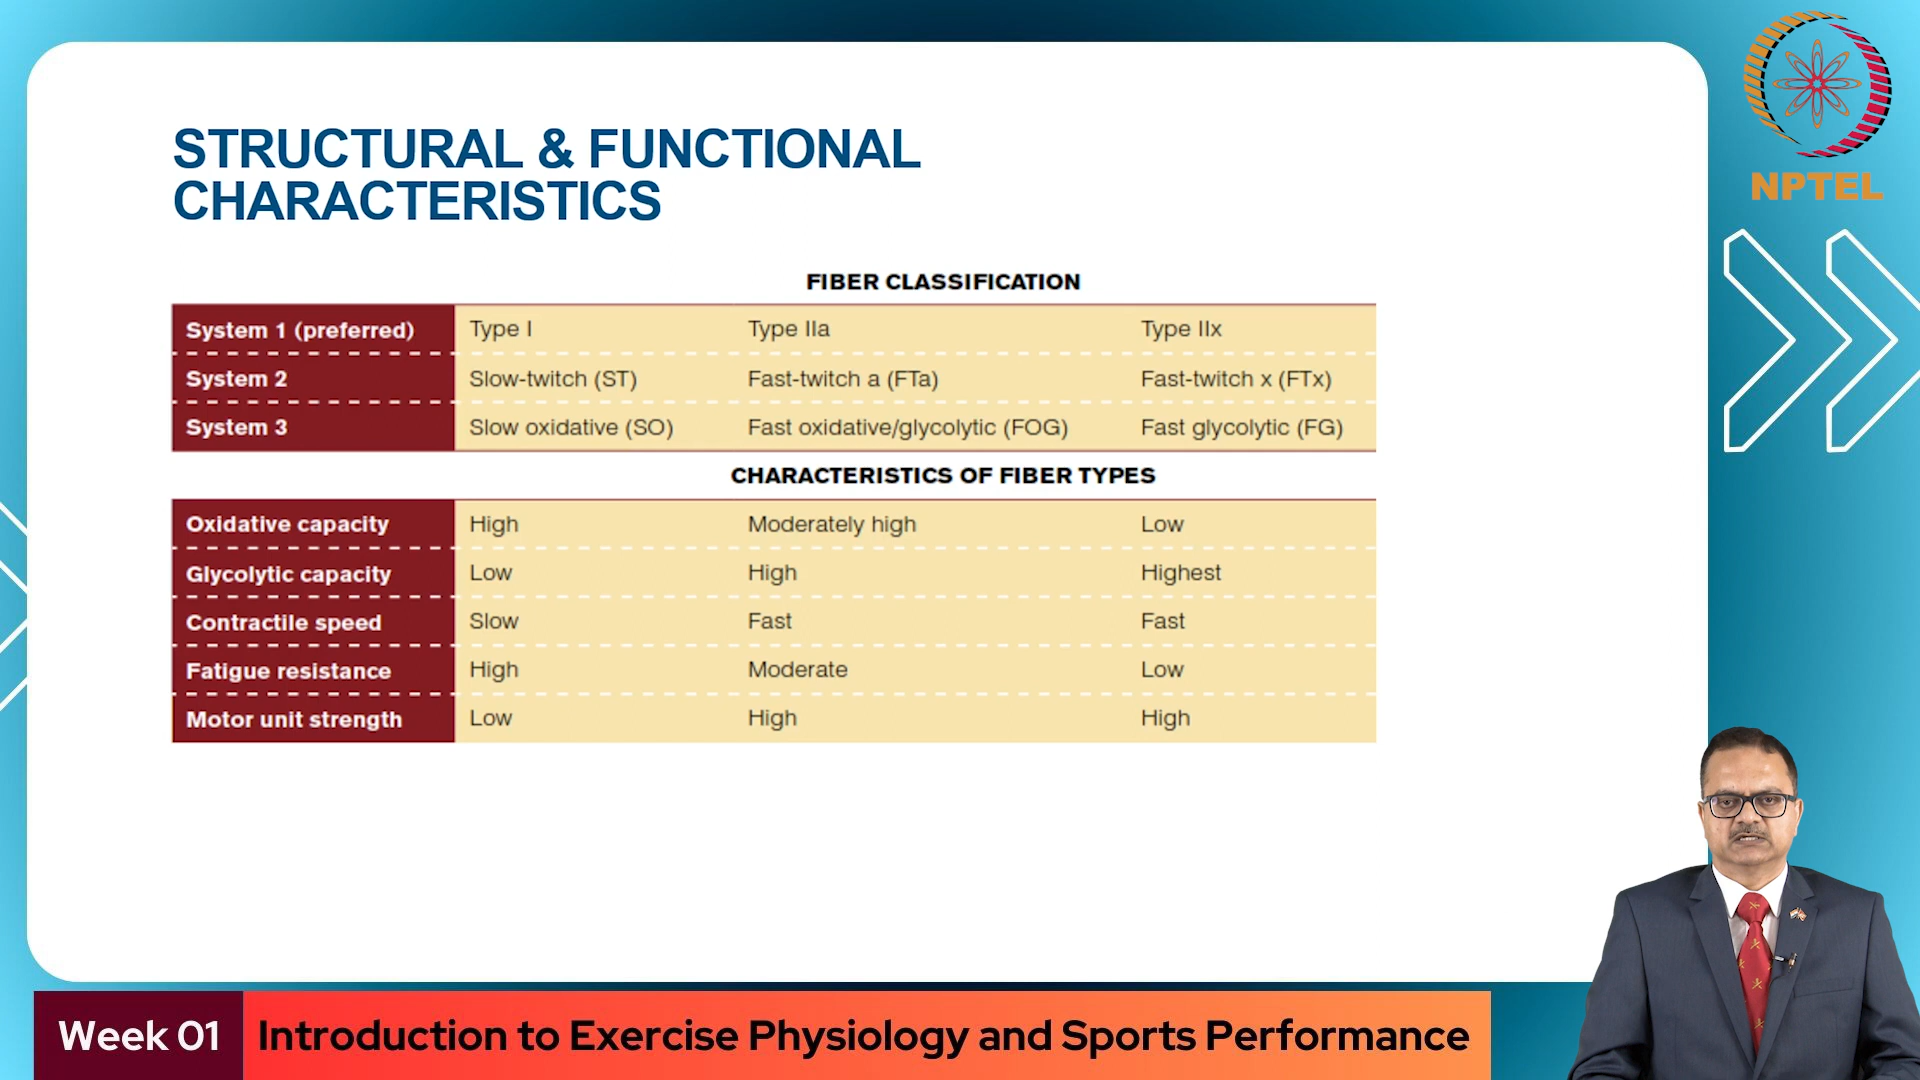 NPTEL
STRUCTURAL & FUNCTIONAL
CHARACTERISTICS
FIBER CLASSIFICATION
System 1 (preferred) Type I Type IIa Type IIx
System 2 Slow-twitch (ST) Fast-twitch a (FTa) Fast-twitch x (FTx)
System 3 Slow oxidative (SO) Fast oxidative/glycolytic (FOG) Fast glycolytic (FG)
CHARACTERISTICS OF FIBER TYPES
Oxidative capacity High Moderately high Low
Glycolytic capacity Low High Highest
Contractile speed Slow Fast Fast
Fatigue resistance High Moderate Low
Motor unit strength Low High High
Week 01 Introduction to Exercise Physiology and Sports Performance